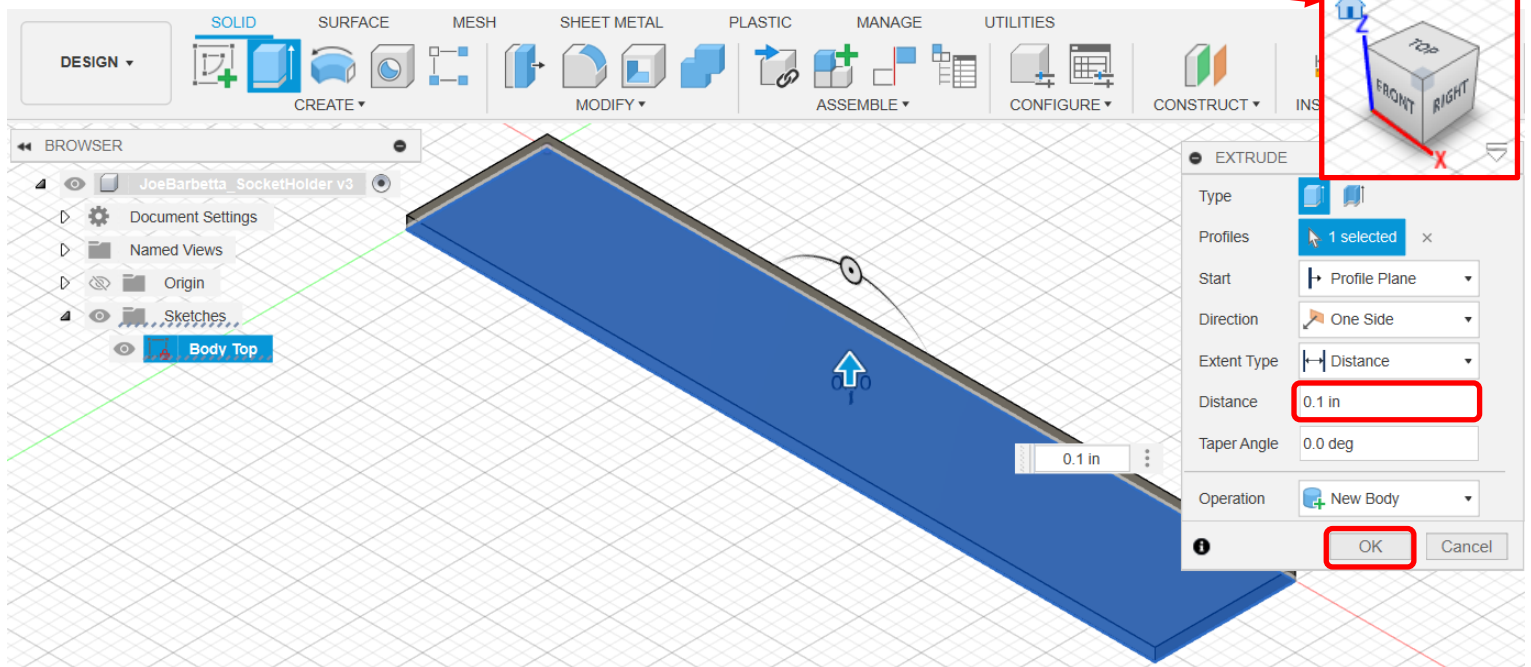 SOLID SURFACE MESH SHEET METAL PLASTIC MANAGE UTILITIES
DESIGN ▾
CREATE ▾ MODIFY ▾ ASSEMBLE ▾ CONFIGURE ▾ CONSTRUCT ▾ INS
Z
TOP
FRONT RIGHT
X
BROWSER
JoeBarbetta_SocketHolder v3
Document Settings
Named Views
Origin
Sketches
Body Top
0.1 in
EXTRUDE
Type
Profiles 1 selected ×
Start Profile Plane
Direction One Side
Extent Type Distance
Distance 0.1 in
Taper Angle 0.0 deg
Operation New Body
OK Cancel